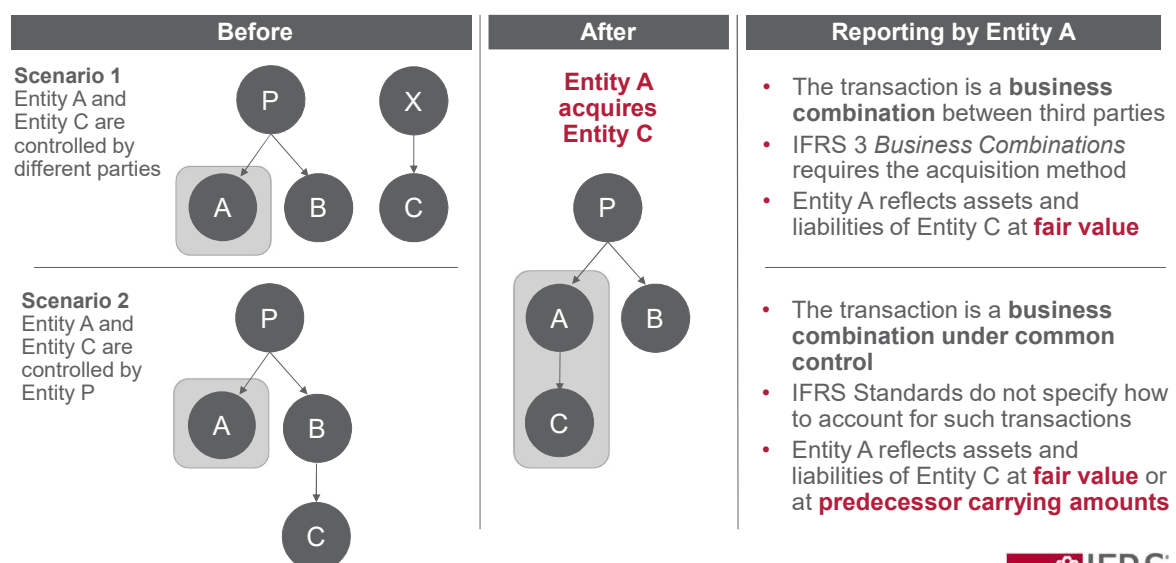 Before
After
Reporting by Entity A
Scenario 1
Entity A and
Entity C are
controlled by
different parties
P
X
A
B
C
Scenario 2
Entity A and
Entity C are
controlled by
Entity P
P
A
B
C
Entity A
acquires
Entity C
P
A
B
C
• The transaction is a business
combination between third parties
• IFRS 3 Business Combinations
requires the acquisition method
• Entity A reflects assets and
liabilities of Entity C at fair value
• The transaction is a business
combination under common
control
• IFRS Standards do not specify how
to account for such transactions
• Entity A reflects assets and
liabilities of Entity C at fair value or
at predecessor carrying amounts